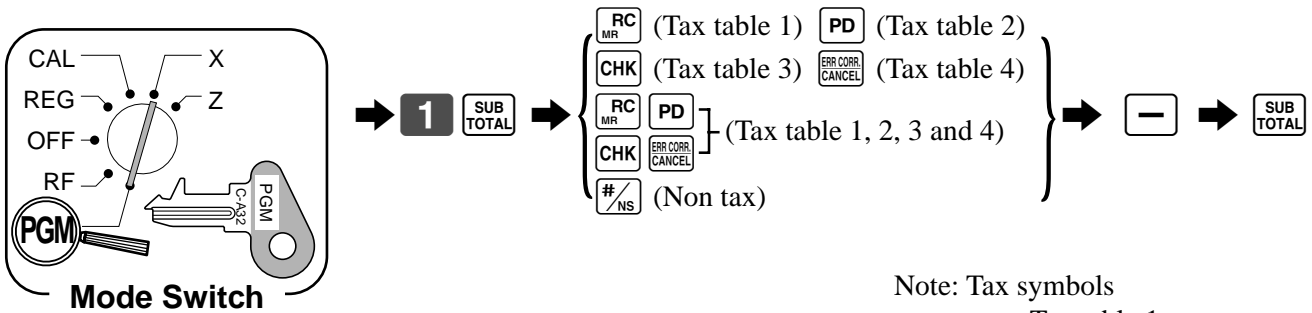 CAL
X
REG
Z
OFF
RF
PGM
PGM
C-A32
Mode Switch
1
SUB TOTAL
RC MR (Tax table 1) PD (Tax table 2)
CHK (Tax table 3) ERR CORR. CANCEL (Tax table 4)
RC MR PD
CHK ERR CORR. CANCEL
(Tax table 1, 2, 3 and 4)
#/NS (Non tax)
–
SUB TOTAL
Note: Tax symbols